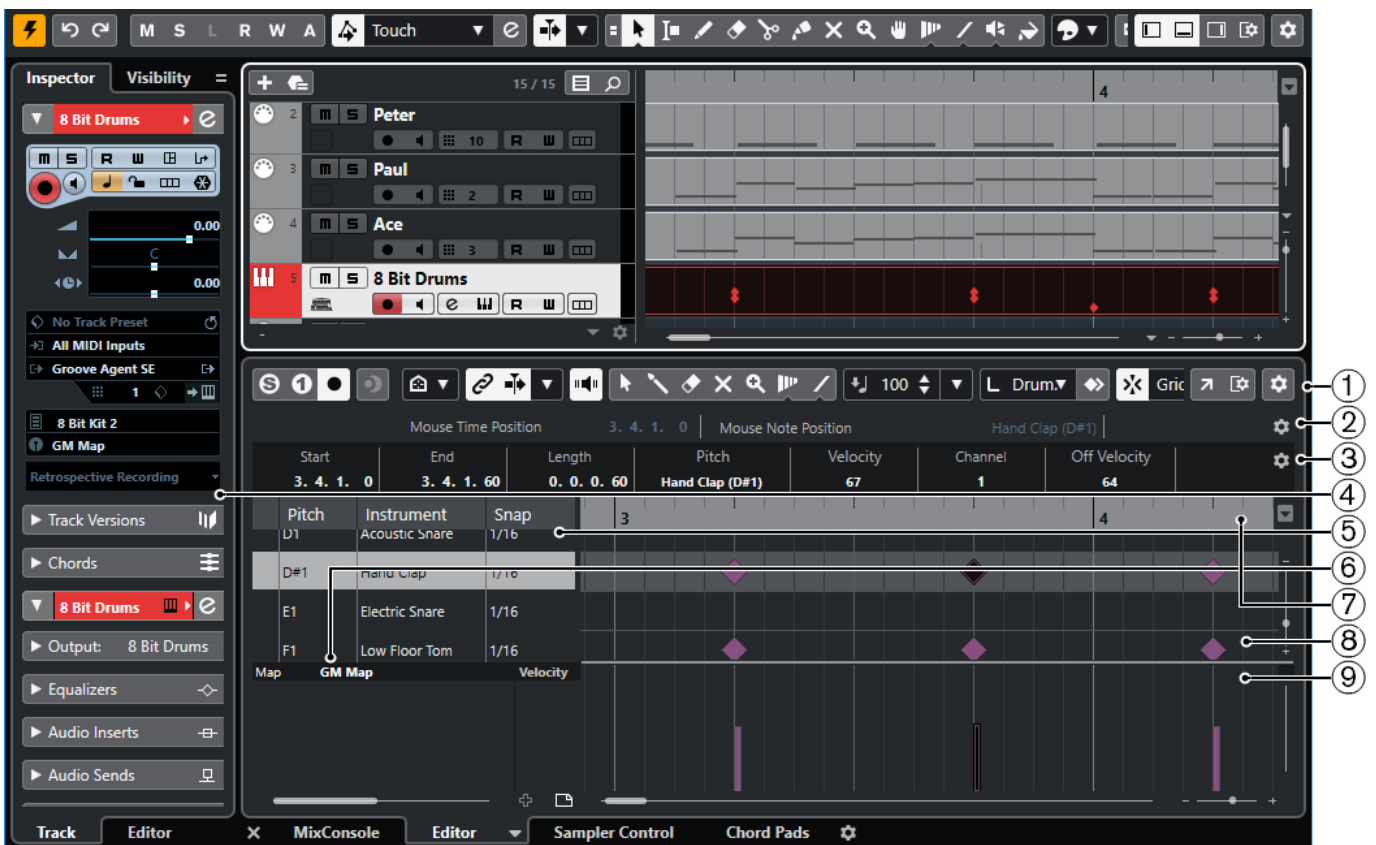 M S L R W A Touch
Inspector Visibility
15 / 15
4
8 Bit Drums
2 m S Peter
10 R W
m S R W
3 m S Paul
2 R W
0.00
4 m S Ace
C
3 R W
0.00
5 m S 8 Bit Drums
R W
No Track Preset
All MIDI Inputs
Groove Agent SE
1
S 1 100 L Drum. Gric
1
8 Bit Kit 2
Mouse Time Position 3. 4. 1. 0 Mouse Note Position Hand Clap (D#1)
2
GM Map
Start End Length Pitch Velocity Channel Off Velocity
3
Retrospective Recording
3. 4. 1. 0 3. 4. 1. 60 0. 0. 0. 60 Hand Clap (D#1) 67 1 64
4
Track Versions
Pitch Instrument Snap 3 4
D1 Acoustic Snare 1/16
5
Chords
D#1 Hand Clap 1/16
6
8 Bit Drums
E1 Electric Snare 1/16
7
Output: 8 Bit Drums
F1 Low Floor Tom 1/16
8
Map GM Map Velocity
9
Equalizers
Audio Inserts
Audio Sends
Track Editor MixConsole Editor Sampler Control Chord Pads